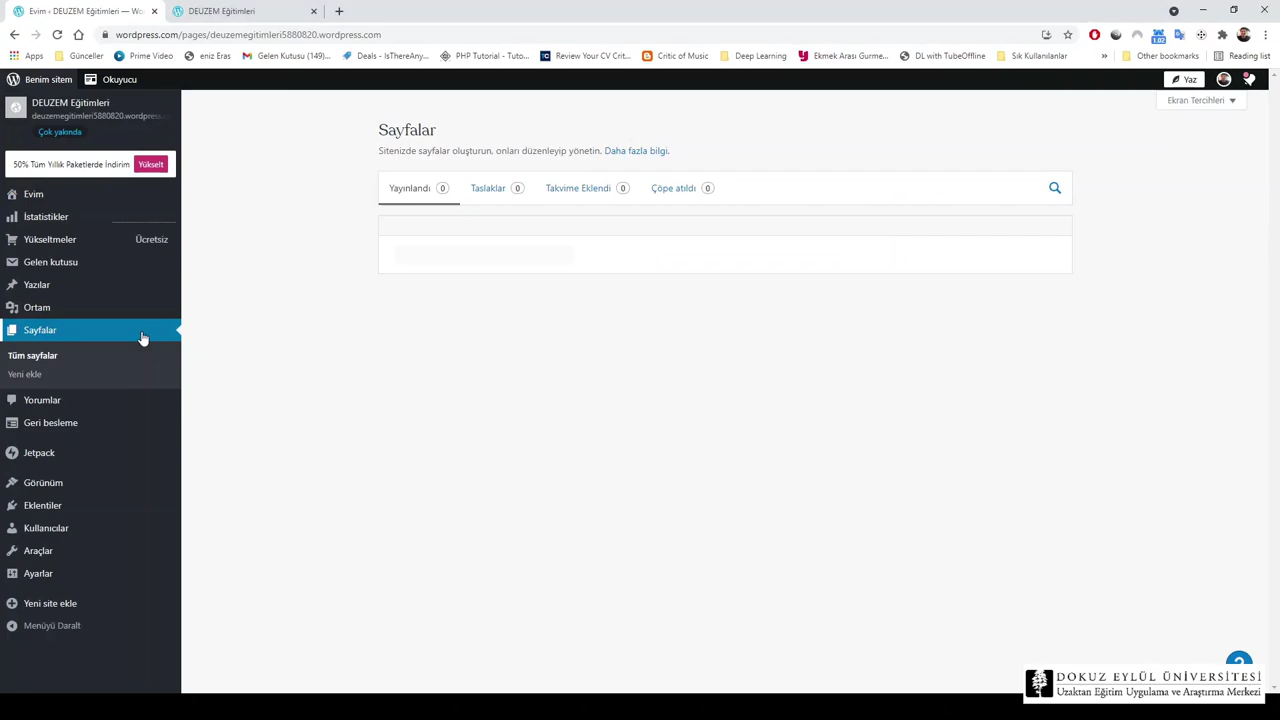 Evim ‹ DEUZEM Eğitimleri — Wo
DEUZEM Eğitimleri
wordpress.com/pages/deuzemegitimleri5880820.wordpress.com
Apps
Günceller
Prime Video
eniz Eras
Gelen Kutusu (149)...
Deals - IsThereAny...
PHP Tutorial - Tuto...
Review Your CV Crit...
Critic of Music
Deep Learning
Ekmek Arası Gurme...
DL with TubeOffline
Sık Kullanılanlar
»
Other bookmarks
Reading list
Benim sitem
Okuyucu
Yaz
DEUZEM Eğitimleri
deuzemegitimleri5880820.wordpress.c
Çok yakında
Ekran Tercihleri
50% Tüm Yıllık Paketlerde İndirim
Yükselt
Evim
İstatistikler
Yükseltmeler
Ücretsiz
Gelen kutusu
Yazılar
Ortam
Sayfalar
Tüm sayfalar
Yeni ekle
Yorumlar
Geri besleme
Jetpack
Görünüm
Eklentiler
Kullanıcılar
Araçlar
Ayarlar
Yeni site ekle
Menüyü Daralt
Sayfalar
Sitenizde sayfalar oluşturun, onları düzenleyip yönetin. Daha fazla bilgi.
Yayınlandı 0
Taslaklar 0
Takvime Eklendi 0
Çöpe atıldı 0
1.02
?
DOKUZ EYLÜL ÜNİVERSİTESİ
Uzaktan Eğitim Uygulama ve Araştırma Merkezi